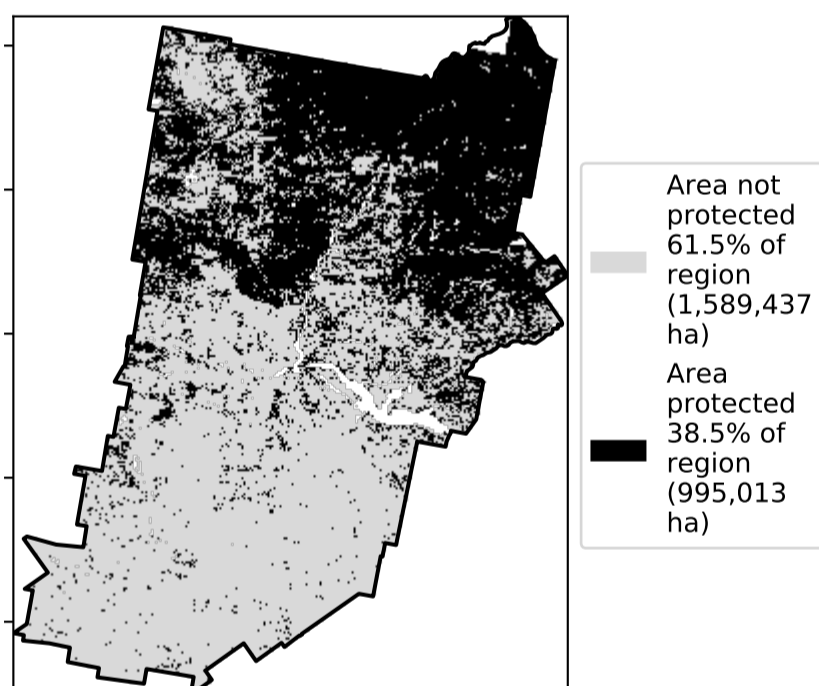 Area not
protected
61.5% of
region
(1,589,437
ha)
Area
protected
38.5% of
region
(995,013
ha)